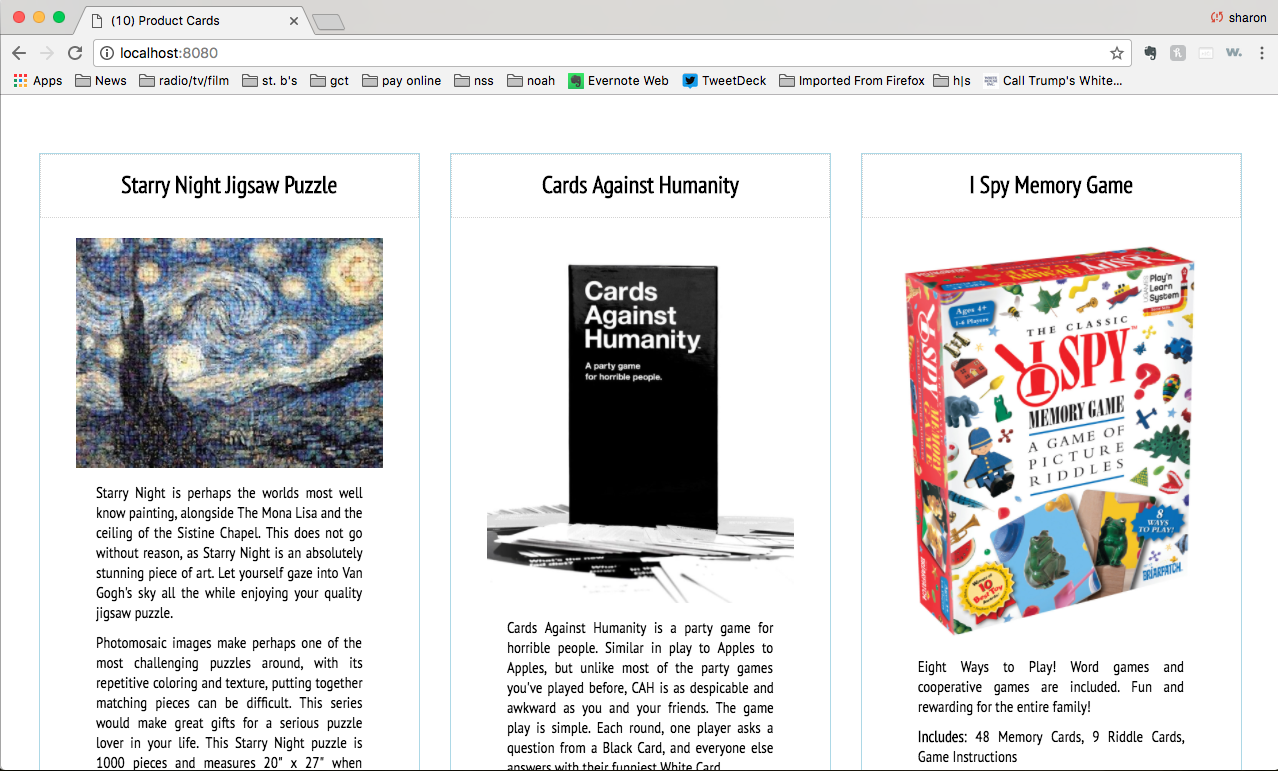 (10) Product Cards
sharon
localhost:8080
Apps News radio/tv/film st. b's gct pay online nss noah Evernote Web TweetDeck Imported From Firefox h|s Call Trump's White...
Starry Night Jigsaw Puzzle
Starry Night is perhaps the worlds most well
know painting, alongside The Mona Lisa and the
ceiling of the Sistine Chapel. This does not go
without reason, as Starry Night is an absolutely
stunning piece of art. Let yourself gaze into Van
Gogh's sky all the while enjoying your quality
jigsaw puzzle.
Photomosaic images make perhaps one of the
most challenging puzzles around, with its
repetitive coloring and texture, putting together
matching pieces can be difficult. This series
would make great gifts for a serious puzzle
lover in your life. This Starry Night puzzle is
1000 pieces and measures 20" x 27" when
Cards Against Humanity
Cards
Against
Humanity
A party game
for horrible people.
Cards Against Humanity is a party game for
horrible people. Similar in play to Apples to
Apples, but unlike most of the party games
you've played before, CAH is as despicable and
awkward as you and your friends. The game
play is simple. Each round, one player asks a
question from a Black Card, and everyone else
answers with their funniest White Card.
I Spy Memory Game
Play'n
Learn
System
Ages 4+
1-6 Players
THE CLASSIC
I SPY
MEMORY GAME
A GAME OF
PICTURE
RIDDLES
8
WAYS
TO PLAY!
Winner of
10
Best Toy
Awards
BRIARPATCH
I SPY
MEMORY GAME
Eight Ways to Play! Word games and
cooperative games are included. Fun and
rewarding for the entire family!
Includes: 48 Memory Cards, 9 Riddle Cards,
Game Instructions